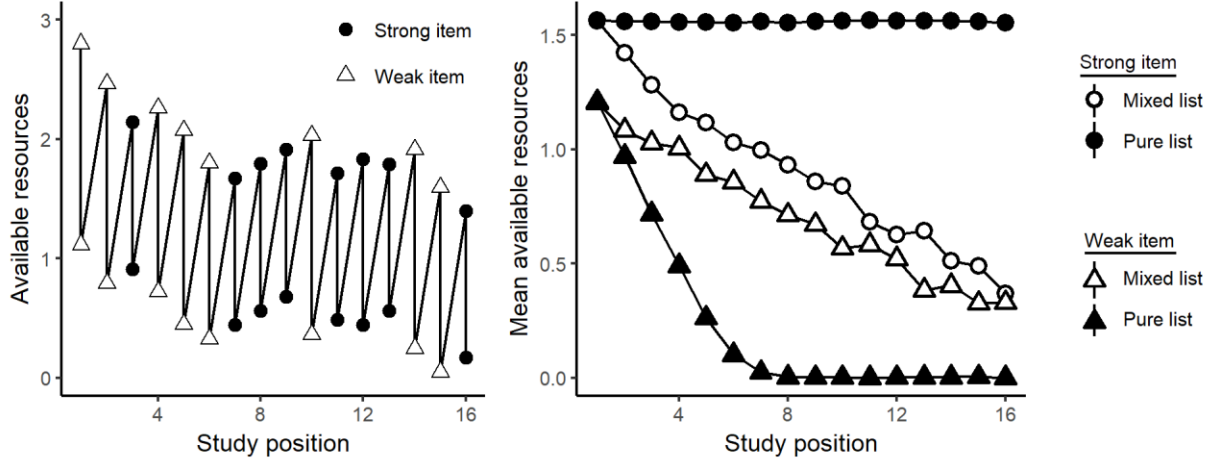 3
2
1
0
4
8
12
16
Available resources
Study position
Strong item
Weak item
1.5
1.0
0.5
0.0
4
8
12
16
Mean available resources
Study position
Strong item
Mixed list
Pure list
Weak item
Mixed list
Pure list